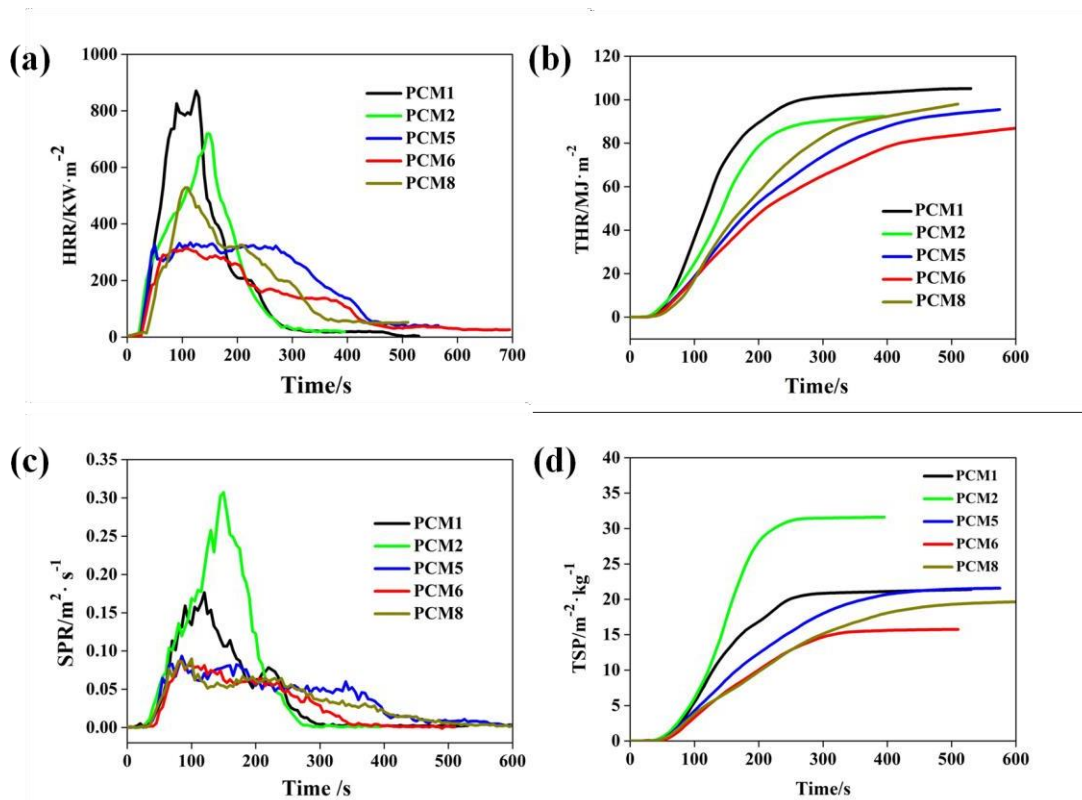 (a)
HRR/KW·m⁻²
1000
800
600
400
200
0
0 100 200 300 400 500 600 700
Time/s
PCM1
PCM2
PCM5
PCM6
PCM8
(b)
THR/MJ·m⁻²
120
100
80
60
40
20
0
0 100 200 300 400 500 600
Time/s
PCM1
PCM2
PCM5
PCM6
PCM8
(c)
SPR/m²· s⁻¹
0.35
0.30
0.25
0.20
0.15
0.10
0.05
0.00
0 100 200 300 400 500 600
Time /s
PCM1
PCM2
PCM5
PCM6
PCM8
(d)
TSP/m⁻²·kg⁻¹
40
35
30
25
20
15
10
5
0
0 100 200 300 400 500 600
Time/s
PCM1
PCM2
PCM5
PCM6
PCM8